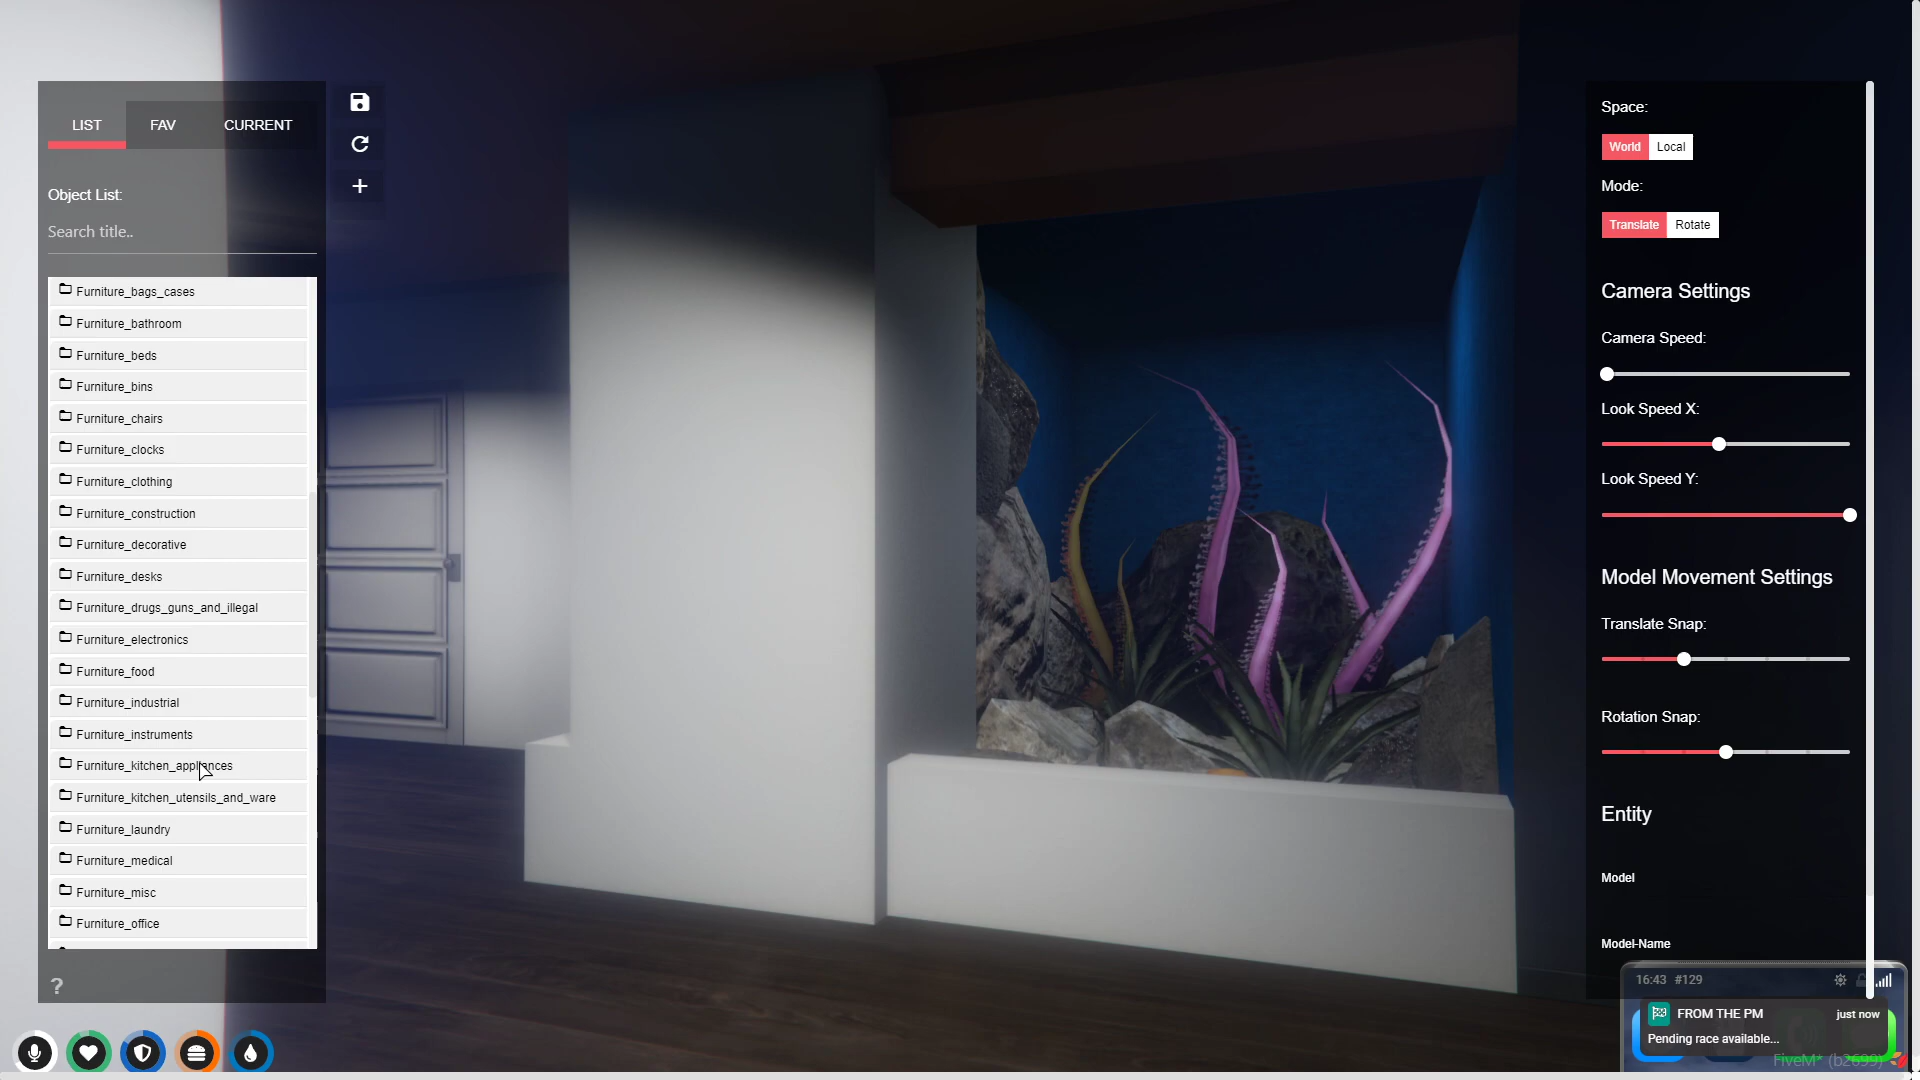 LIST
FAV
CURRENT
Object List:
Search title..
Furniture_bags_cases
Furniture_bathroom
Furniture_beds
Furniture_bins
Furniture_chairs
Furniture_clocks
Furniture_clothing
Furniture_construction
Furniture_decorative
Furniture_desks
Furniture_drugs_guns_and_illegal
Furniture_electronics
Furniture_food
Furniture_industrial
Furniture_instruments
Furniture_kitchen_appliances
Furniture_kitchen_utensils_and_ware
Furniture_laundry
Furniture_medical
Furniture_misc
Furniture_office
?
Space:
World Local
Mode:
Translate Rotate
Camera Settings
Camera Speed:
Look Speed X:
Look Speed Y:
Model Movement Settings
Translate Snap:
Rotation Snap:
Entity
Model
Model-Name
16:43 #129
FROM THE PM just now
Pending race available...
FiveM* (b2699)